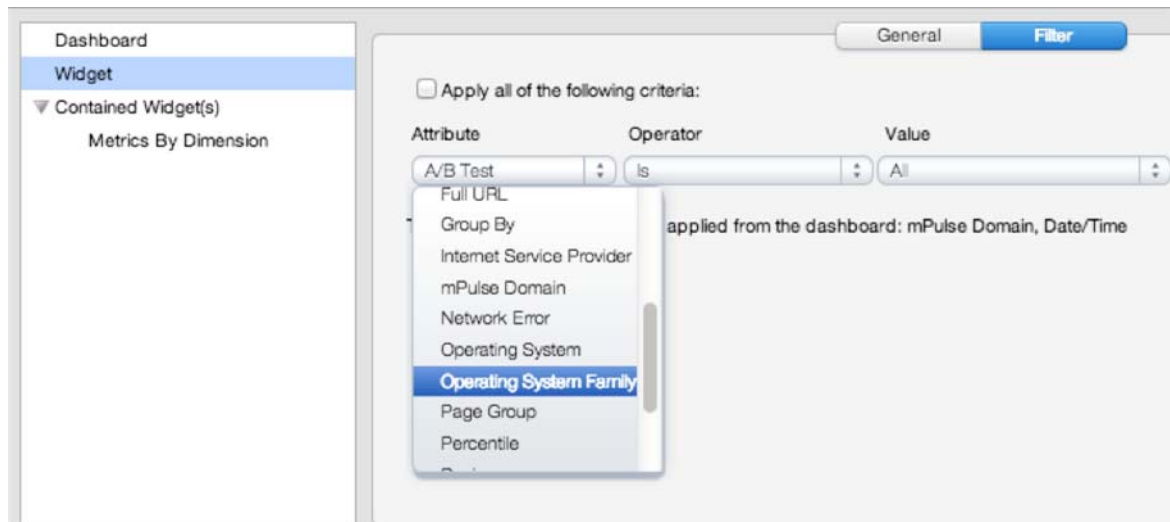 General
Filter
Dashboard
Widget
Contained Widget(s)
Metrics By Dimension
Apply all of the following criteria:
Attribute Operator Value
A/B Test Is All
Full URL
Group By
Internet Service Provider
mPulse Domain
Network Error
Operating System
Operating System Family
Page Group
Percentile
applied from the dashboard: mPulse Domain, Date/Time